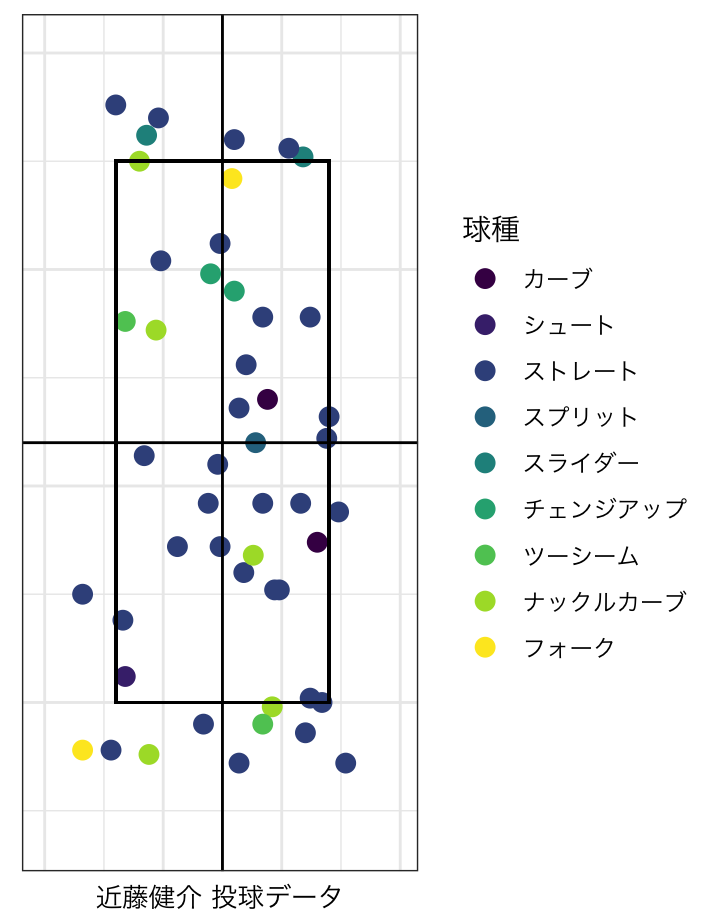 球種
カーブ
シュート
ストレート
スプリット
スライダー
チェンジアップ
ツーシーム
ナックルカーブ
フォーク
近藤健介 投球データ